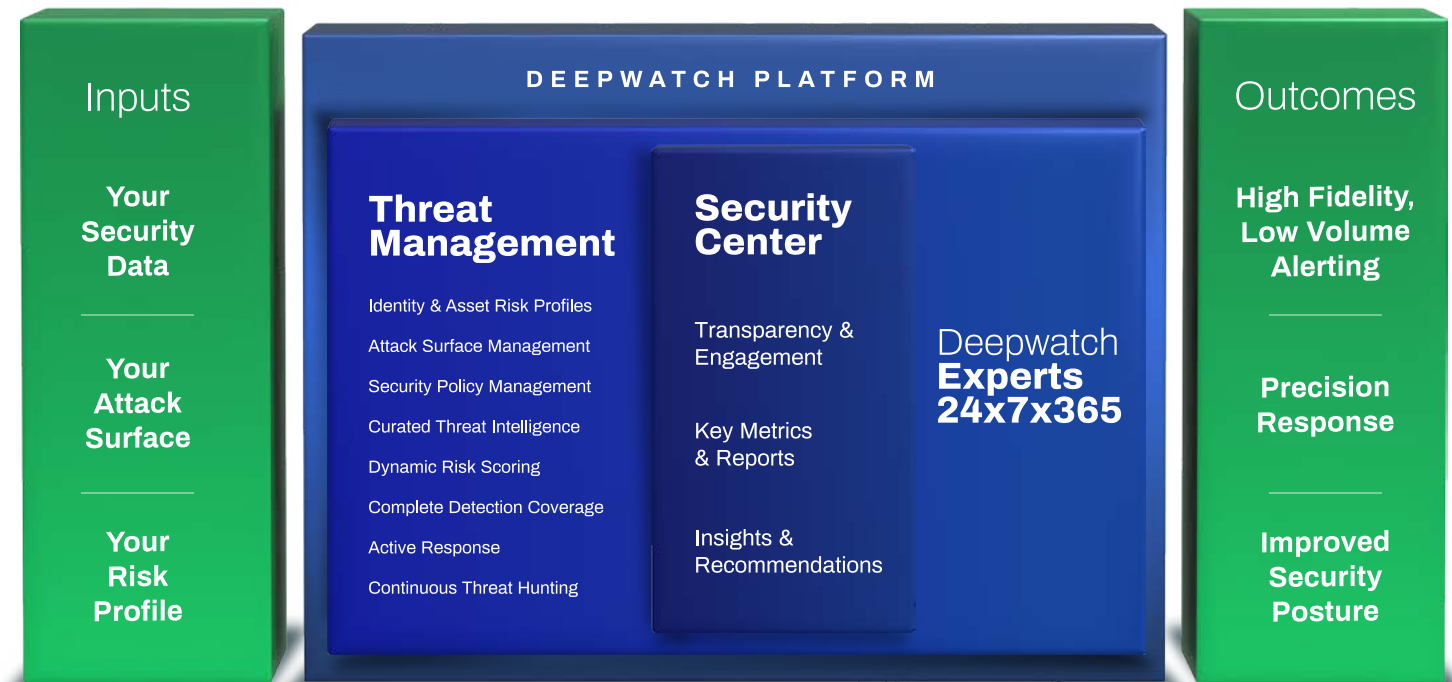 Inputs
Your
Security
Data
Your
Attack
Surface
Your
Risk
Profile
DEEPWATCH PLATFORM
Threat
Management
Identity & Asset Risk Profiles
Attack Surface Management
Security Policy Management
Curated Threat Intelligence
Dynamic Risk Scoring
Complete Detection Coverage
Active Response
Continuous Threat Hunting
Security
Center
Transparency &
Engagement
Key Metrics
& Reports
Insights &
Recommendations
Deepwatch
Experts
24x7x365
Outcomes
High Fidelity,
Low Volume
Alerting
Precision
Response
Improved
Security
Posture